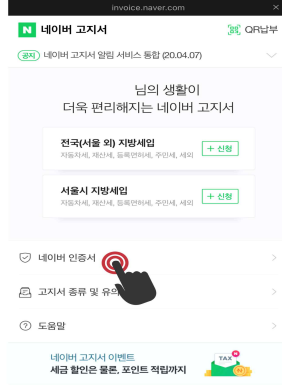 invoice.naver.com
N 네이버 고지서
QR납부
공지 네이버 고지서 알림 서비스 통합 (20.04.07)
님의 생활이
더욱 편리해지는 네이버 고지서
전국(서울 외) 지방세입
자동차세, 재산세, 등록면허세, 주민세, 세외
+ 신청
서울시 지방세입
자동차세, 재산세, 등록면허세, 주민세, 세외
+ 신청
네이버 인증서
고지서 종류 및 유의
도움말
네이버 고지서 이벤트
세금 할인은 물론, 포인트 적립까지
TAX